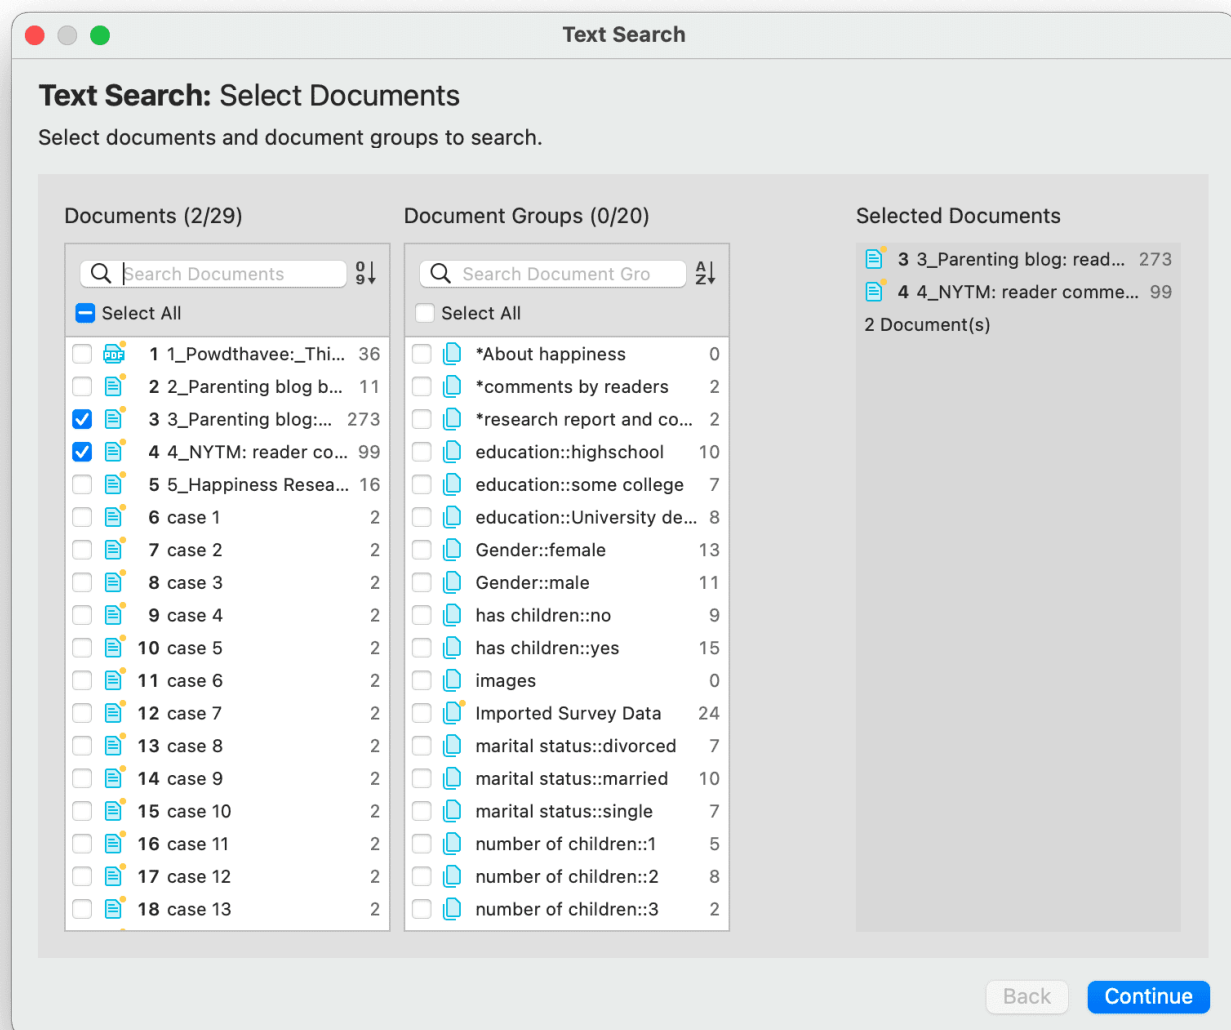 Text Search
Text Search: Select Documents
Select documents and document groups to search.
Documents (2/29)
Search Documents
0 9
Select All
PDF 1 1_Powdthavee:_Thi... 36
2 2_Parenting blog b... 11
3 3_Parenting blog:... 273
4 4_NYTM: reader co... 99
5 5_Happiness Resea... 16
6 case 1 2
7 case 2 2
8 case 3 2
9 case 4 2
10 case 5 2
11 case 6 2
12 case 7 2
13 case 8 2
14 case 9 2
15 case 10 2
16 case 11 2
17 case 12 2
18 case 13 2
Document Groups (0/20)
Search Document Gro
A Z
Select All
*About happiness 0
*comments by readers 2
*research report and co... 2
education::highschool 10
education::some college 7
education::University de... 8
Gender::female 13
Gender::male 11
has children::no 9
has children::yes 15
images 0
Imported Survey Data 24
marital status::divorced 7
marital status::married 10
marital status::single 7
number of children::1 5
number of children::2 8
number of children::3 2
Selected Documents
3 3_Parenting blog: read... 273
4 4_NYTM: reader comme... 99
2 Document(s)
Back
Continue